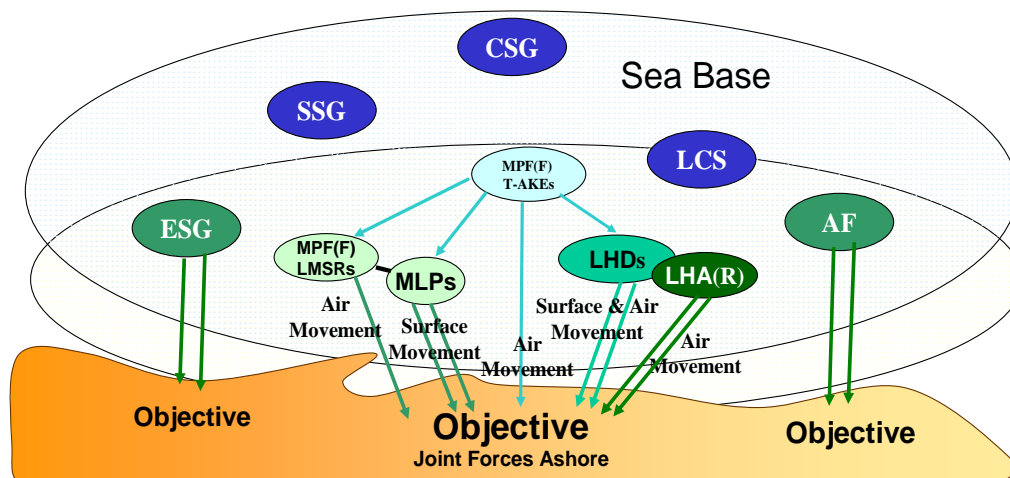 CSG
Sea Base
SSG
LCS
MPF(F)
T-AKEs
ESG
AF
MPF(F)
LMSRs
MLPs
LHDs
LHA(R)
Air
Movement
Surface
Movement
Air
Movement
Surface & Air
Movement
Air
Movement
Objective
Objective
Joint Forces Ashore
Objective